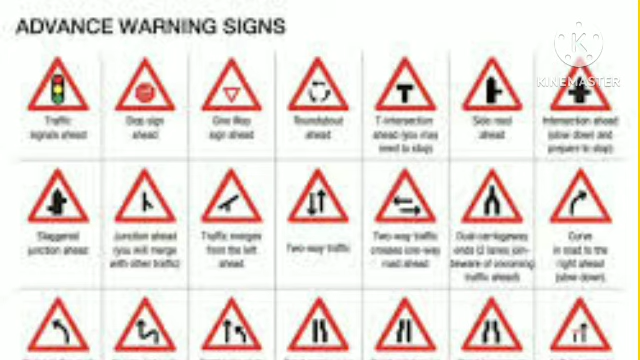 ADVANCE WARNING SIGNS
KINEMASTER
Traffic
signals ahead
Stop sign
ahead
Give Way
sign ahead
Roundabout
ahead
T-intersection
ahead (you may
need to stop)
Side road
ahead
Intersection ahead
(slow down and
prepare to stop)
Staggered
junction ahead
Junction ahead
(you will merge
with other traffic)
Traffic merges
from the left
ahead
Two-way traffic
Two-way traffic
crosses one-way
road ahead
Dual-carriageway
ends (2 lanes join-
beware of oncoming
traffic ahead)
Curve
in road to the
right ahead
(slow down)